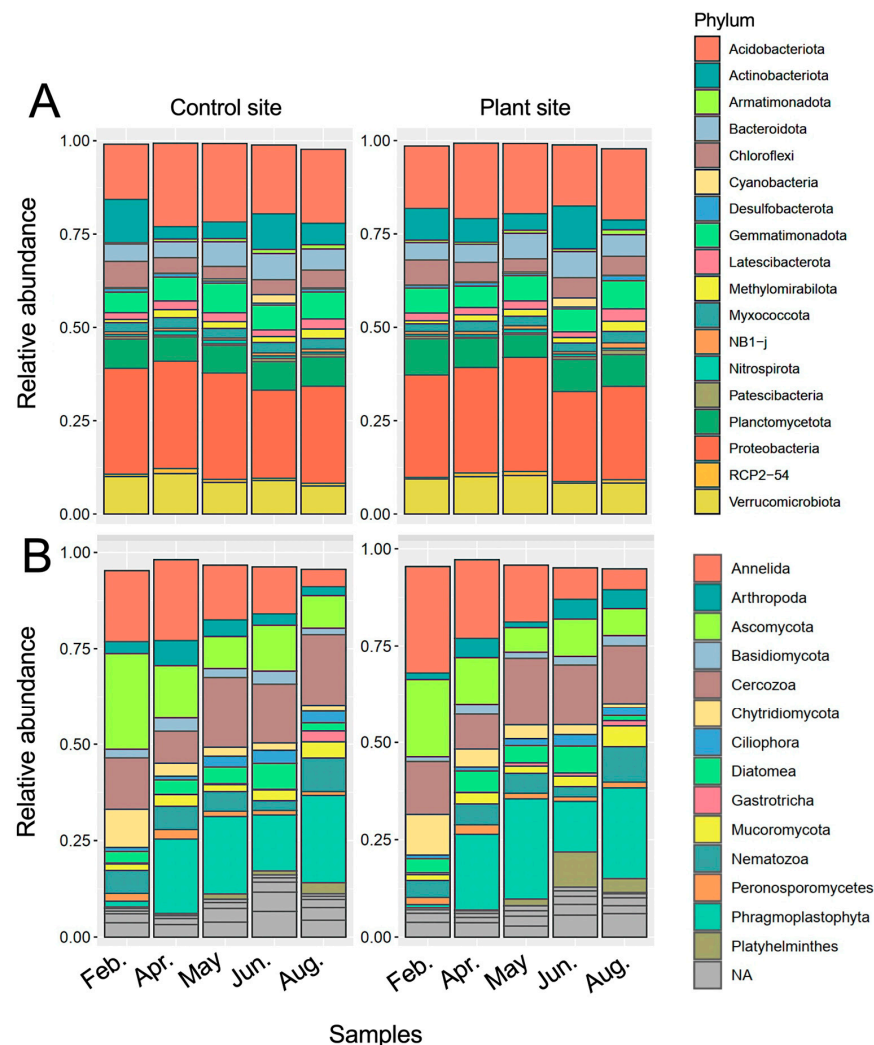 Phylum
Acidobacteriota
Actinobacteriota
Armatimonadota
Bacteroidota
Chloroflexi
Cyanobacteria
Desulfobacterota
Gemmatimonadota
Latescibacterota
Methylomirabilota
Myxococcota
NB1−j
Nitrospirota
Patescibacteria
Planctomycetota
Proteobacteria
RCP2−54
Verrucomicrobiota
A
Control site
Plant site
Relative abundance
1.00
0.75
0.50
0.25
0.00
1.00
0.75
0.50
0.25
0.00
B
Relative abundance
1.00
0.75
0.50
0.25
0.00
1.00
0.75
0.50
0.25
0.00
Annelida
Arthropoda
Ascomycota
Basidiomycota
Cercozoa
Chytridiomycota
Ciliophora
Diatomea
Gastrotricha
Mucoromycota
Nematozoa
Peronosporomycetes
Phragmoplastophyta
Platyhelminthes
NA
Feb. Apr. May Jun. Aug.
Feb. Apr. May Jun. Aug.
Samples